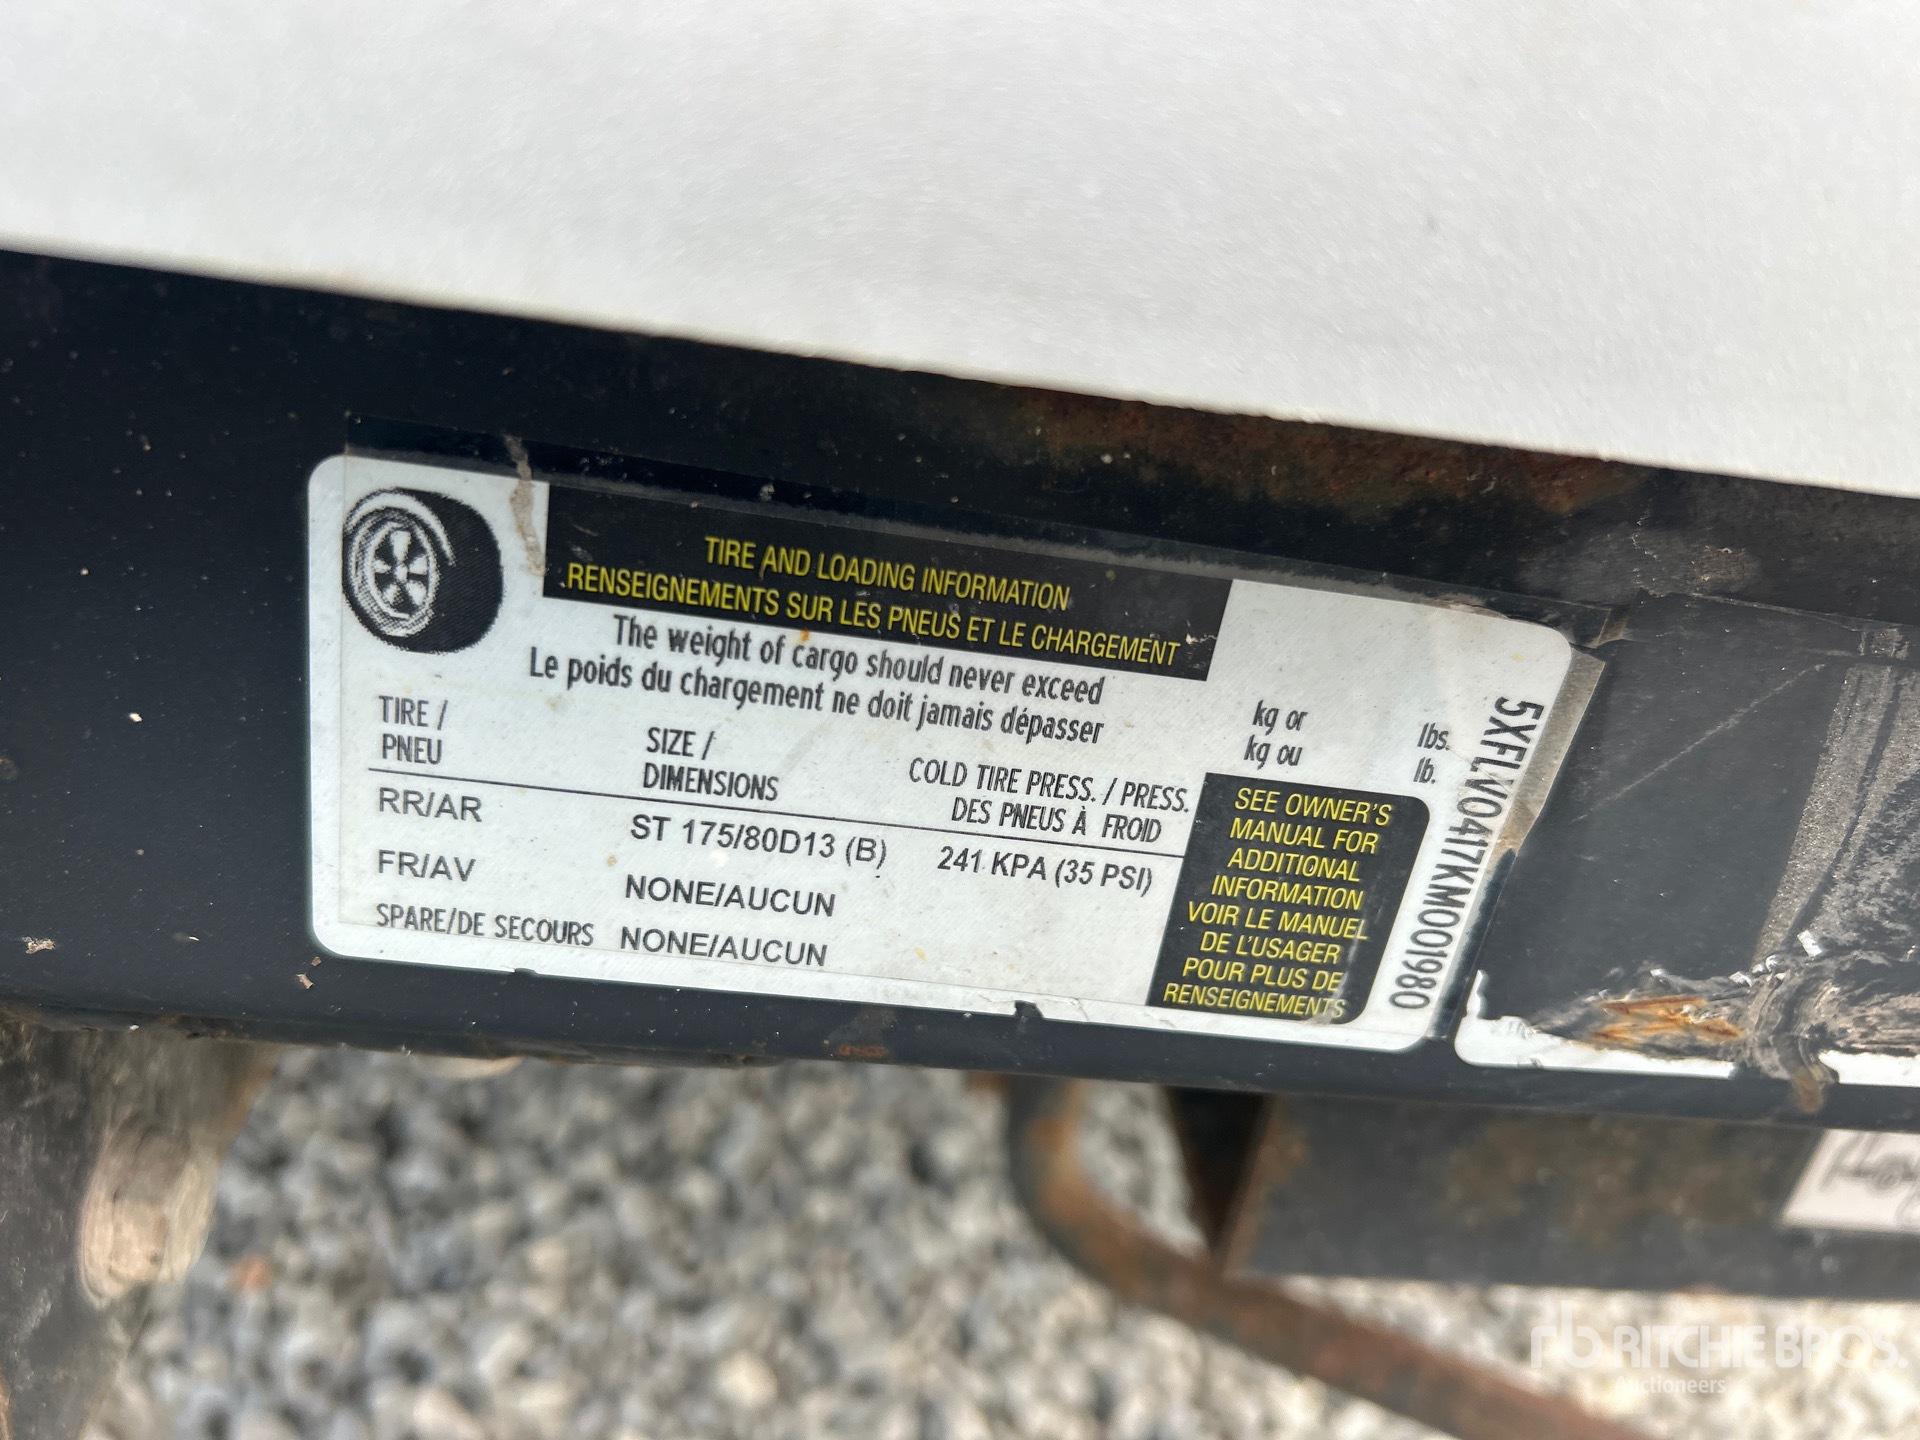 TIRE AND LOADING INFORMATION
RENSEIGNEMENTS SUR LES PNEUS ET LE CHARGEMENT
The weight of cargo should never exceed kg or lbs.
Le poids du chargement ne doit jamais dépasser kg ou lb.
TIRE / SIZE / COLD TIRE PRESS. / PRESS.
PNEU DIMENSIONS DES PNEUS À FROID
RR/AR ST 175/80D13 (B) 241 KPA (35 PSI)
FR/AV NONE/AUCUN
SPARE/DE SECOURS NONE/AUCUN
SEE OWNER'S
MANUAL FOR
ADDITIONAL
INFORMATION
VOIR LE MANUEL
DE L'USAGER
POUR PLUS DE
RENSEIGNEMENTS
5XFLV0417KM001980
rb RITCHIE BROS.
Auctioneers